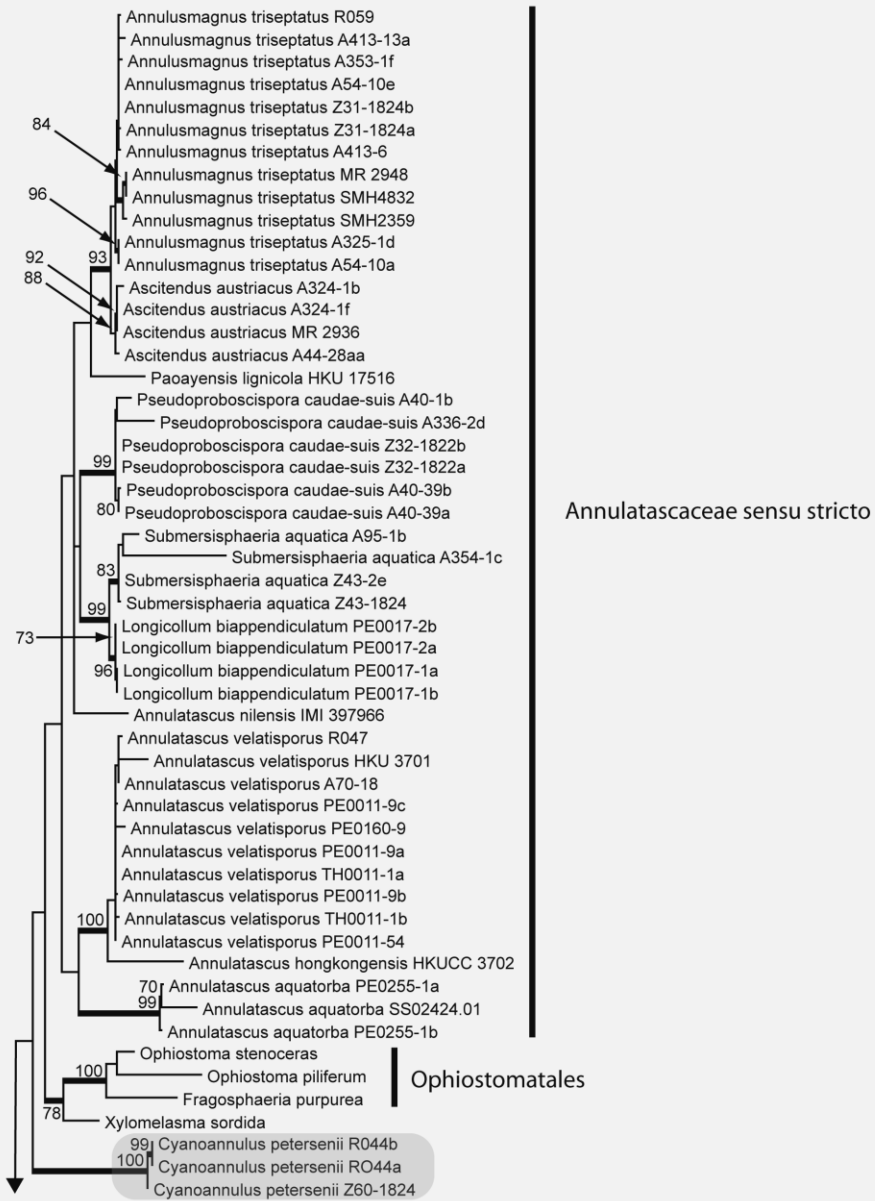 Annulusmagnus triseptatus R059
Annulusmagnus triseptatus A413-13a
Annulusmagnus triseptatus A353-1f
Annulusmagnus triseptatus A54-10e
Annulusmagnus triseptatus Z31-1824b
84
Annulusmagnus triseptatus Z31-1824a
Annulusmagnus triseptatus A413-6
Annulusmagnus triseptatus MR 2948
96
Annulusmagnus triseptatus SMH4832
Annulusmagnus triseptatus SMH2359
Annulusmagnus triseptatus A325-1d
92
93
Annulusmagnus triseptatus A54-10a
88
Ascitendus austriacus A324-1b
Ascitendus austriacus A324-1f
Ascitendus austriacus MR 2936
Ascitendus austriacus A44-28aa
Paoayensis lignicola HKU 17516
Pseudoproboscispora caudae-suis A40-1b
Pseudoproboscispora caudae-suis A336-2d
Pseudoproboscispora caudae-suis Z32-1822b
99
Pseudoproboscispora caudae-suis Z32-1822a
Pseudoproboscispora caudae-suis A40-39b
80
Pseudoproboscispora caudae-suis A40-39a
Annulatascaceae sensu stricto
Submersisphaeria aquatica A95-1b
Submersisphaeria aquatica A354-1c
83
Submersisphaeria aquatica Z43-2e
Submersisphaeria aquatica Z43-1824
99
Longicollum biappendiculatum PE0017-2b
73
Longicollum biappendiculatum PE0017-2a
96
Longicollum biappendiculatum PE0017-1a
Longicollum biappendiculatum PE0017-1b
Annulatascus nilensis IMI 397966
Annulatascus velatisporus R047
Annulatascus velatisporus HKU 3701
Annulatascus velatisporus A70-18
Annulatascus velatisporus PE0011-9c
Annulatascus velatisporus PE0160-9
Annulatascus velatisporus PE0011-9a
Annulatascus velatisporus TH0011-1a
Annulatascus velatisporus PE0011-9b
100
Annulatascus velatisporus TH0011-1b
Annulatascus velatisporus PE0011-54
Annulatascus hongkongensis HKUCC 3702
70
Annulatascus aquatorba PE0255-1a
99
Annulatascus aquatorba SS02424.01
Annulatascus aquatorba PE0255-1b
Ophiostoma stenoceras
100
Ophiostoma piliferum
Ophiostomatales
Fragosphaeria purpurea
78
Xylomelasma sordida
99
Cyanoannulus petersenii R044b
100
Cyanoannulus petersenii RO44a
Cyanoannulus petersenii Z60-1824